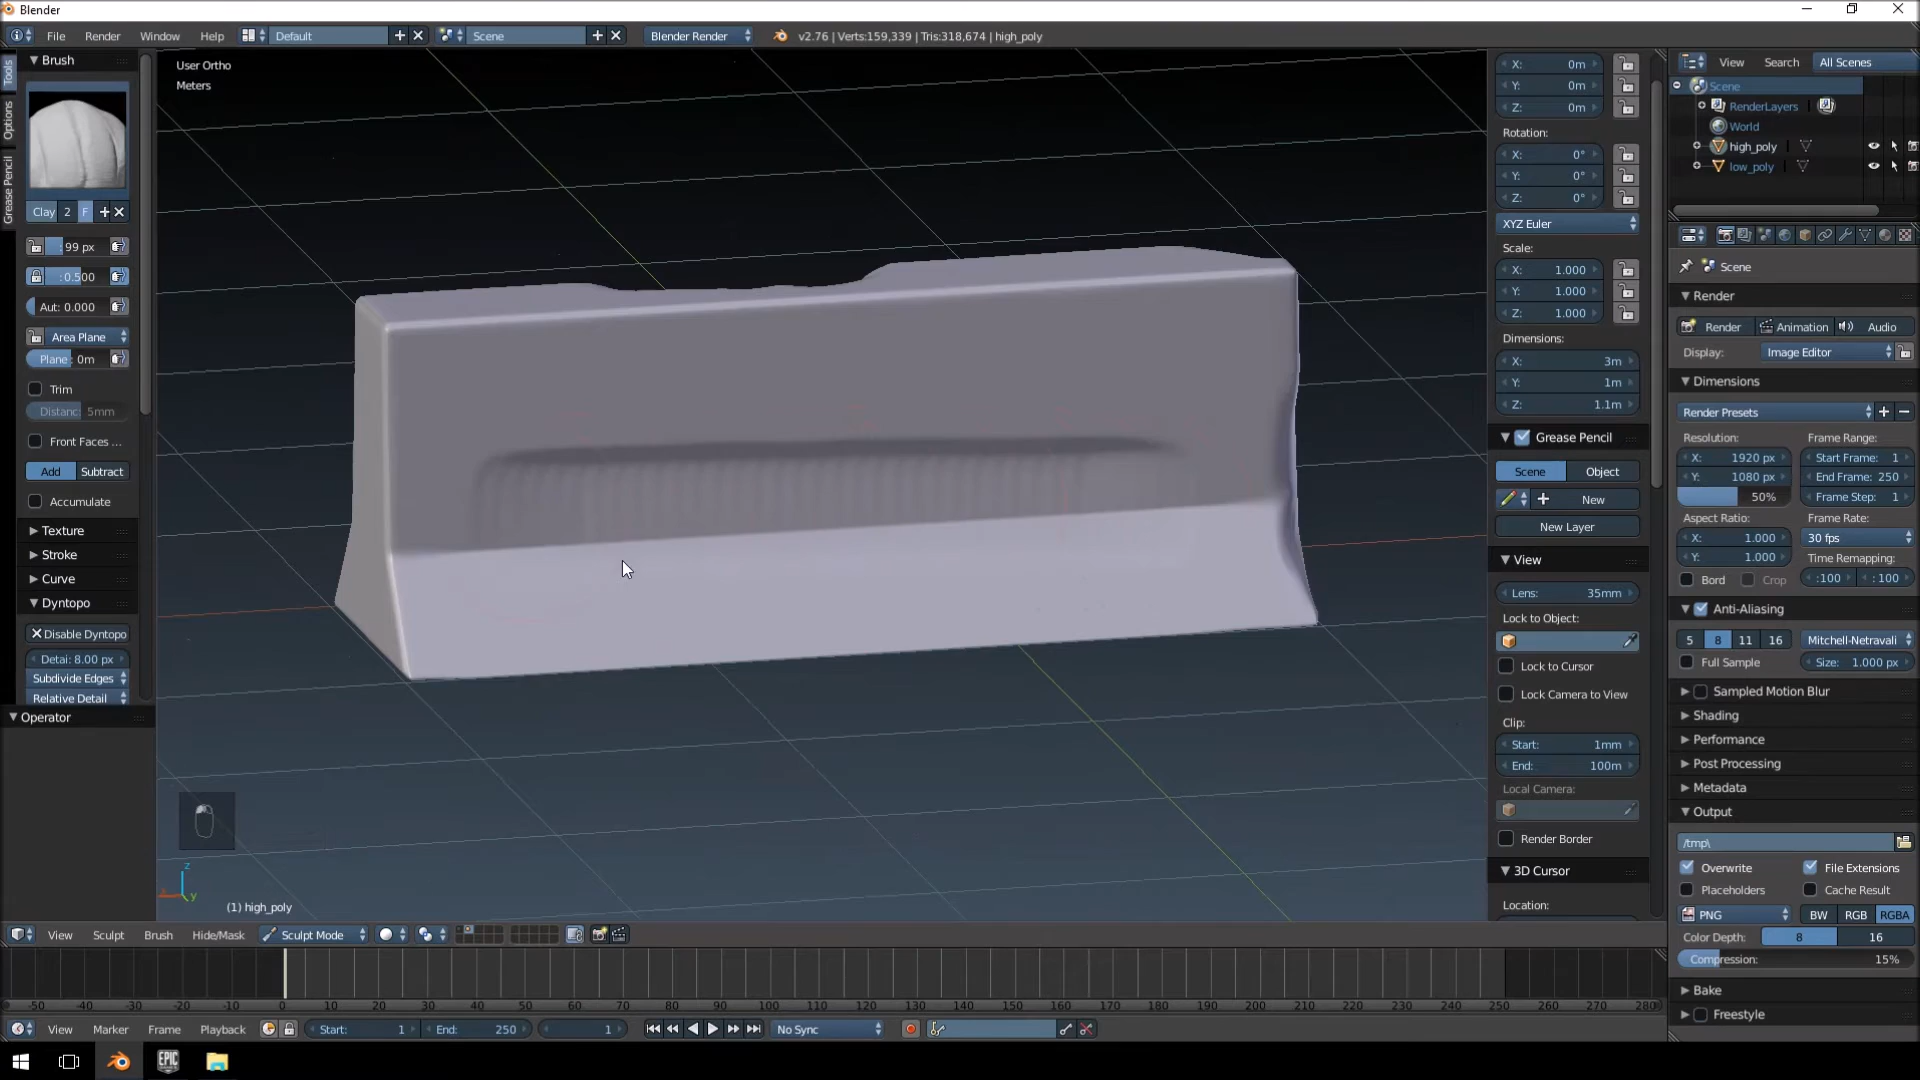 Blender
File Render Window Help Default Scene Blender Render v2.76 | Verts:159,339 | Tris:318,674 | high_poly
Tools
Options
Grease Pencil
Brush
Clay 2 F
: 99 px
: 0.500
Aut: 0.000
Area Plane
Plane: 0m
Trim
Distanc: 5mm
Front Faces ...
Add Subtract
Accumulate
Texture
Stroke
Curve
Dyntopo
Disable Dyntopo
Detai: 8.00 px
Subdivide Edges
Relative Detail
Operator
User Ortho
Meters
z
y
(1) high_poly
X: 0m
Y: 0m
Z: 0m
Rotation:
X: 0°
Y: 0°
Z: 0°
XYZ Euler
Scale:
X: 1.000
Y: 1.000
Z: 1.000
Dimensions:
X: 3m
Y: 1m
Z: 1.1m
Grease Pencil
Scene Object
New
New Layer
View
Lens: 35mm
Lock to Object:
Lock to Cursor
Lock Camera to View
Clip:
Start: 1mm
End: 100m
Local Camera:
Render Border
3D Cursor
Location:
View Search All Scenes
Scene
RenderLayers
World
high_poly
low_poly
Scene
Render
Render Animation Audio
Display: Image Editor
Dimensions
Render Presets
Resolution: Frame Range:
X: 1920 px Start Frame: 1
Y: 1080 px End Frame: 250
50% Frame Step: 1
Aspect Ratio: Frame Rate:
X: 1.000 30 fps
Y: 1.000 Time Remapping:
Bord Crop :100 : 100
Anti-Aliasing
5 8 11 16 Mitchell-Netravali
Full Sample Size: 1.000 px
Sampled Motion Blur
Shading
Performance
Post Processing
Metadata
Output
/tmp\
Overwrite File Extensions
Placeholders Cache Result
PNG BW RGB RGBA
Color Depth: 8 16
Compression: 15%
Bake
Freestyle
View Sculpt Brush Hide/Mask Sculpt Mode
-50 -40 -30 -20 -10 0 10 20 30 40 50 60 70 80 90 100 110 120 130 140 150 160 170 180 190 200 210 220 230 240 250 260 270 280
View Marker Frame Playback Start: 1 End: 250 1 No Sync
EPIC